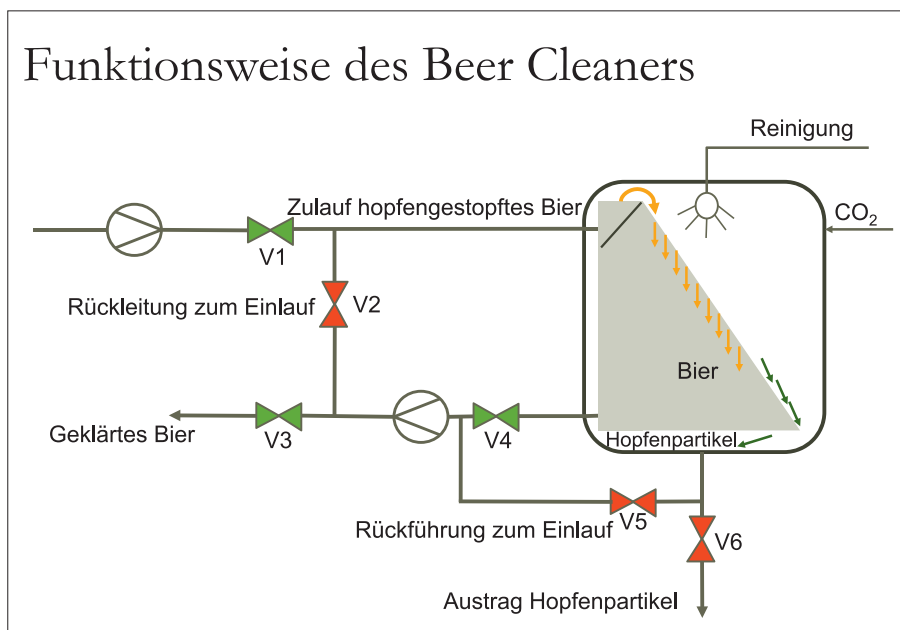 Funktionsweise des Beer Cleaners
Reinigung
Zulauf hopfengestopftes Bier
CO₂
V1
Rückleitung zum Einlauf
V2
Bier
Geklärtes Bier
V3
V4
Hopfenpartikel
Rückführung zum Einlauf
V5
V6
Austrag Hopfenpartikel